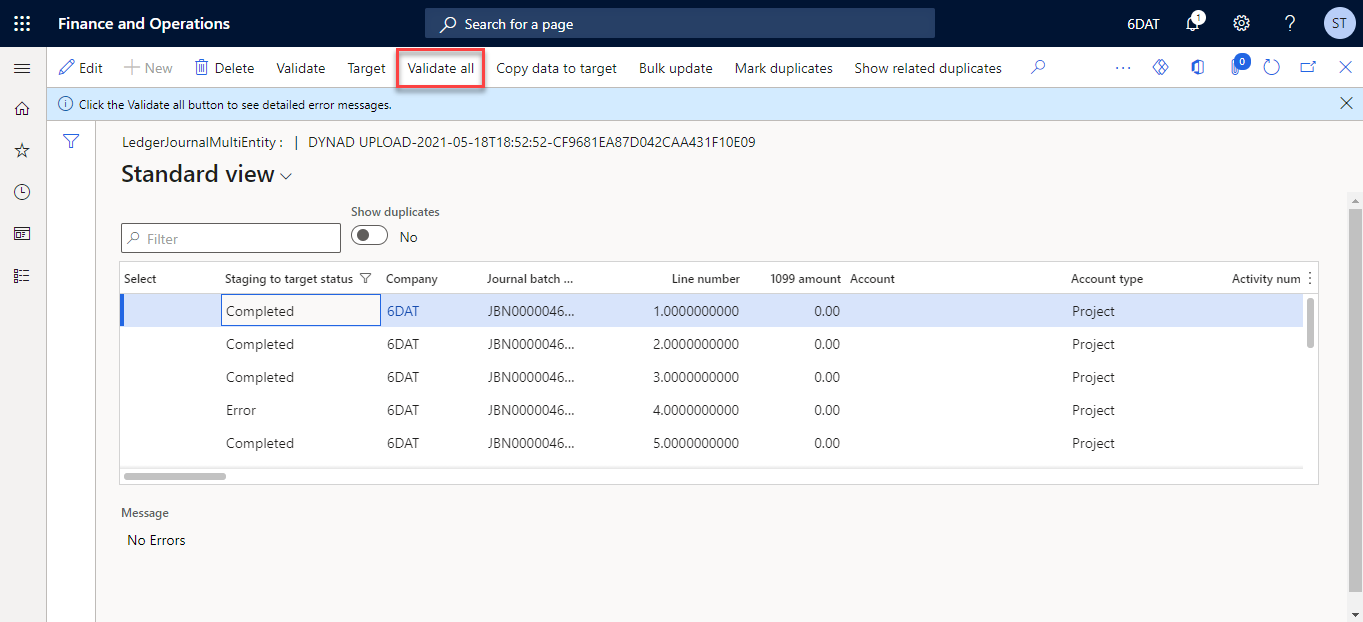 Finance and Operations
Search for a page
6DAT
1
?
ST
Edit
New
Delete
Validate
Target
Validate all
Copy data to target
Bulk update
Mark duplicates
Show related duplicates
...
0
Click the Validate all button to see detailed error messages.
LedgerJournalMultiEntity : | DYNAD UPLOAD-2021-05-18T18:52:52-CF9681EA87D042CAA431F10E09
Standard view
Show duplicates
Filter
No
Select Staging to target status Company Journal batch ... Line number 1099 amount Account Account type Activity num
Completed 6DAT JBN0000046... 1.0000000000 0.00 Project
Completed 6DAT JBN0000046... 2.0000000000 0.00 Project
Completed 6DAT JBN0000046... 3.0000000000 0.00 Project
Error 6DAT JBN0000046... 4.0000000000 0.00 Project
Completed 6DAT JBN0000046... 5.0000000000 0.00 Project
Message
No Errors